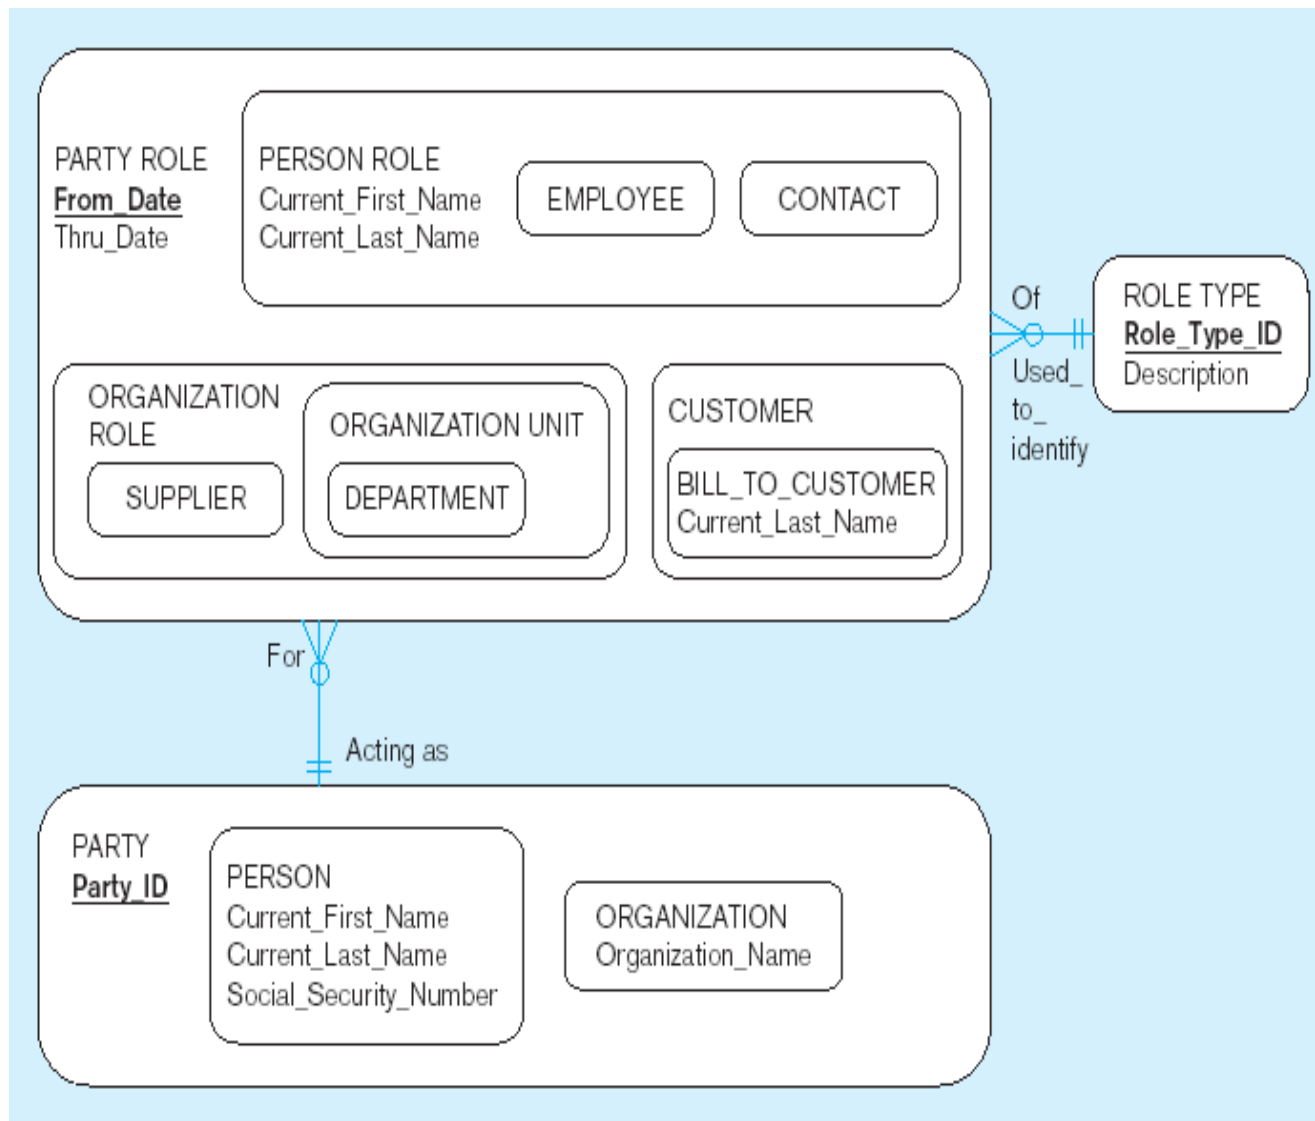 PARTY ROLE
From_Date
Thru_Date
PERSON ROLE
Current_First_Name
Current_Last_Name
EMPLOYEE
CONTACT
Of
Used_
to_
identify
ROLE TYPE
Role_Type_ID
Description
ORGANIZATION
ROLE
SUPPLIER
ORGANIZATION UNIT
DEPARTMENT
CUSTOMER
BILL_TO_CUSTOMER
Current_Last_Name
For
Acting as
PARTY
Party_ID
PERSON
Current_First_Name
Current_Last_Name
Social_Security_Number
ORGANIZATION
Organization_Name